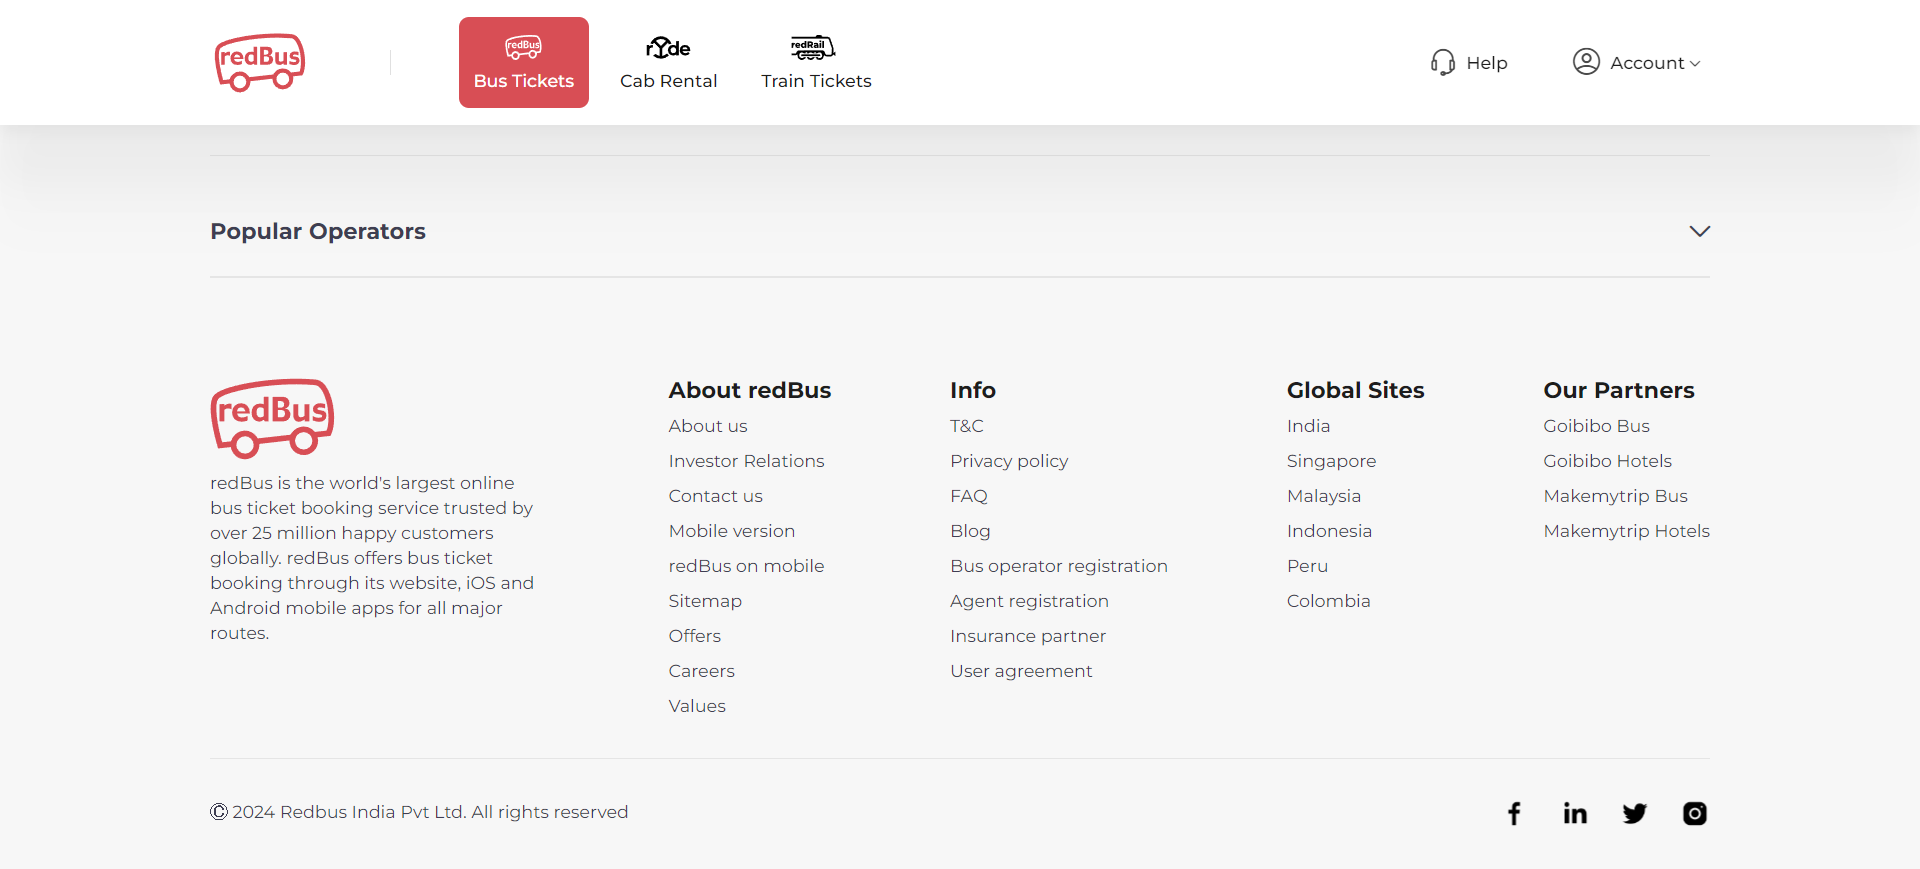 redBus
redBus
Bus Tickets
ryde
Cab Rental
redRail
Train Tickets
Help
Account
Popular Operators
redBus
redBus is the world's largest online
bus ticket booking service trusted by
over 25 million happy customers
globally. redBus offers bus ticket
booking through its website, iOS and
Android mobile apps for all major
routes.
About redBus
About us
Investor Relations
Contact us
Mobile version
redBus on mobile
Sitemap
Offers
Careers
Values
Info
T&C
Privacy policy
FAQ
Blog
Bus operator registration
Agent registration
Insurance partner
User agreement
Global Sites
India
Singapore
Malaysia
Indonesia
Peru
Colombia
Our Partners
Goibibo Bus
Goibibo Hotels
Makemytrip Bus
Makemytrip Hotels
© 2024 Redbus India Pvt Ltd. All rights reserved
in